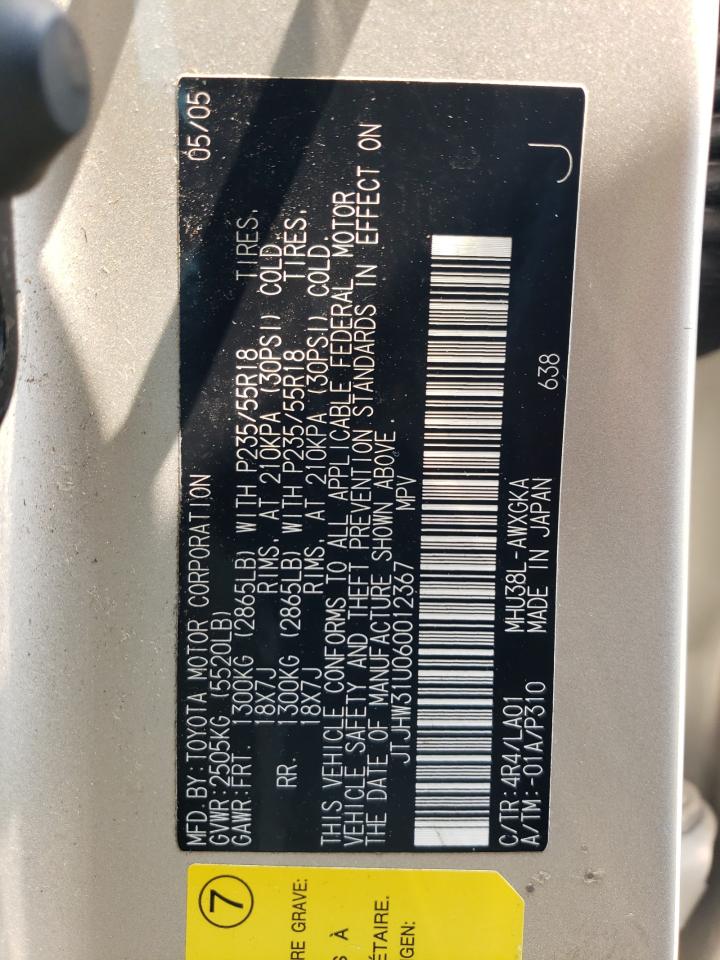 MFD. BY: TOYOTA MOTOR CORPORATION 05/05
GVWR: 2505KG (5520LB)
GAWR: FRT. 1300KG (2865LB) WITH P235/55R18 TIRES,
18X7J RIMS, AT 210KPA (30PSI) COLD.
RR. 1300KG (2865LB) WITH P235/55R18 TIRES,
18X7J RIMS, AT 210KPA (30PSI) COLD.
THIS VEHICLE CONFORMS TO ALL APPLICABLE FEDERAL MOTOR
VEHICLE SAFETY AND THEFT PREVENTION STANDARDS IN EFFECT ON
THE DATE OF MANUFACTURE SHOWN ABOVE.
JTJHW31U060012367 MPV
C/TR: 4R4/LA01 MHU38L-AWXGKA 638
A/TM: -01A/P310 MADE IN JAPAN J
7
RE GRAVE:
S À
ÉTAIRE.
GEN: